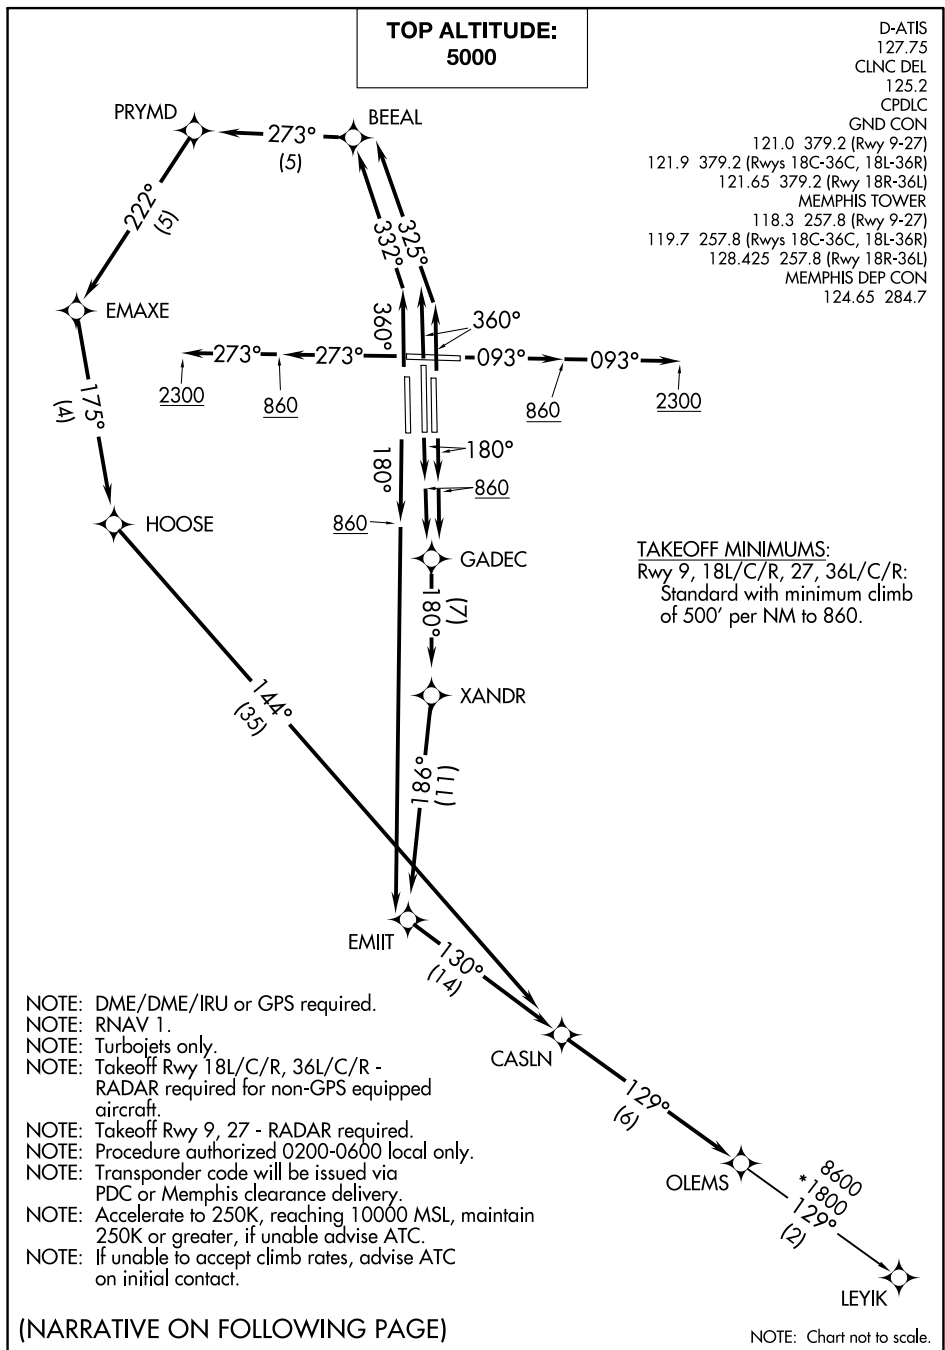 TOP ALTITUDE:
5000
D-ATIS
127.75
CLNC DEL
125.2
CPDLC
GND CON
121.0 379.2 (Rwy 9-27)
121.9 379.2 (Rwys 18C-36C, 18L-36R)
121.65 379.2 (Rwy 18R-36L)
MEMPHIS TOWER
118.3 257.8 (Rwy 9-27)
119.7 257.8 (Rwys 18C-36C, 18L-36R)
128.425 257.8 (Rwy 18R-36L)
MEMPHIS DEP CON
124.65 284.7
PRYMD
273°
(5)
BEEAL
222°
(5)
332°
325°
EMAXE
360°
360°
273°
273°
093°
093°
2300
860
860
2300
175°
(4)
180°
180°
860
860
HOOSE
GADEC
TAKEOFF MINIMUMS:
Rwy 9, 18L/C/R, 27, 36L/C/R:
Standard with minimum climb
of 500' per NM to 860.
180°
(7)
XANDR
144°
(35)
186°
(11)
EMIIT
130°
(14)
CASLN
129°
(6)
OLEMS
8600
*1800
129°
(2)
LEYIK
NOTE: DME/DME/IRU or GPS required.
NOTE: RNAV 1.
NOTE: Turbojets only.
NOTE: Takeoff Rwy 18L/C/R, 36L/C/R -
RADAR required for non-GPS equipped
aircraft.
NOTE: Takeoff Rwy 9, 27 - RADAR required.
NOTE: Procedure authorized 0200-0600 local only.
NOTE: Transponder code will be issued via
PDC or Memphis clearance delivery.
NOTE: Accelerate to 250K, reaching 10000 MSL, maintain
250K or greater, if unable advise ATC.
NOTE: If unable to accept climb rates, advise ATC
on initial contact.
(NARRATIVE ON FOLLOWING PAGE)
NOTE: Chart not to scale.